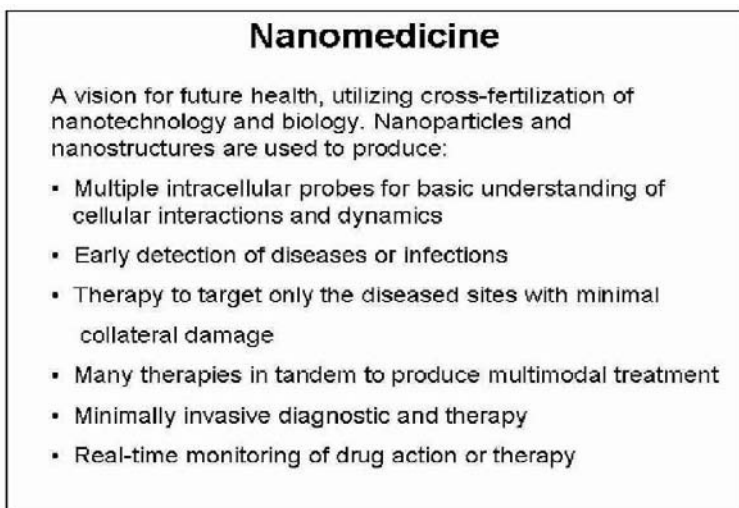 Nanomedicine
A vision for future health, utilizing cross-fertilization of
nanotechnology and biology. Nanoparticles and
nanostructures are used to produce:
▪ Multiple intracellular probes for basic understanding of
cellular interactions and dynamics
▪ Early detection of diseases or infections
▪ Therapy to target only the diseased sites with minimal
collateral damage
▪ Many therapies in tandem to produce multimodal treatment
▪ Minimally invasive diagnostic and therapy
▪ Real-time monitoring of drug action or therapy